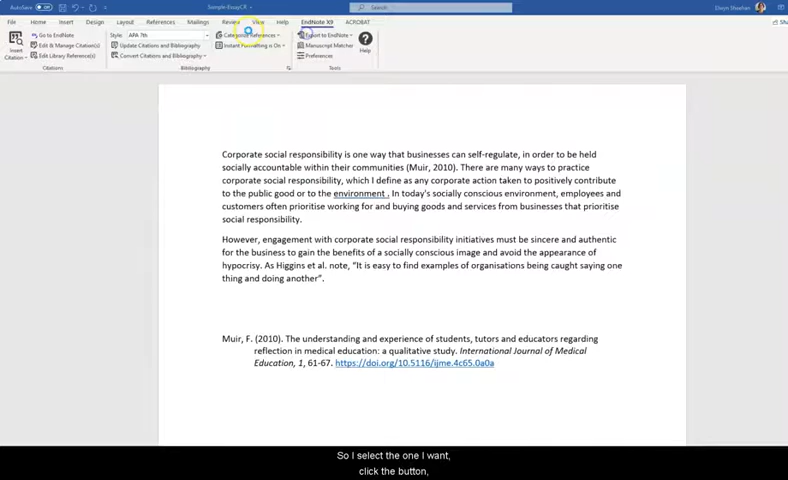 AutoSave On Sample-EssayCR Elwyn Sheahan
File Home Insert Design Layout References Mailings Review View Help EndNote X9 ACROBAT Sha
Go to EndNote Style: APA 7th Categorize References Export to EndNote
Insert Citation Edit & Manage Citation(s) Update Citations and Bibliography Instant Formatting is On Manuscript Matcher Help
Edit Library Reference(s) Convert Citations and Bibliography Preferences
Citations Bibliography Tools
Corporate social responsibility is one way that businesses can self-regulate, in order to be held
socially accountable within their communities (Muir, 2010). There are many ways to practice
corporate social responsibility, which I define as any corporate action taken to positively contribute
to the public good or to the environment . In today's socially conscious environment, employees and
customers often prioritise working for and buying goods and services from businesses that prioritise
social responsibility.
However, engagement with corporate social responsibility initiatives must be sincere and authentic
for the business to gain the benefits of a socially conscious image and avoid the appearance of
hypocrisy. As Higgins et al. note, “It is easy to find examples of organisations being caught saying one
thing and doing another”.
Muir, F. (2010). The understanding and experience of students, tutors and educators regarding
reflection in medical education: a qualitative study. International Journal of Medical
Education, 1, 61-67. https://doi.org/10.5116/ijme.4c65.0a0a
So I select the one I want,
click the button,